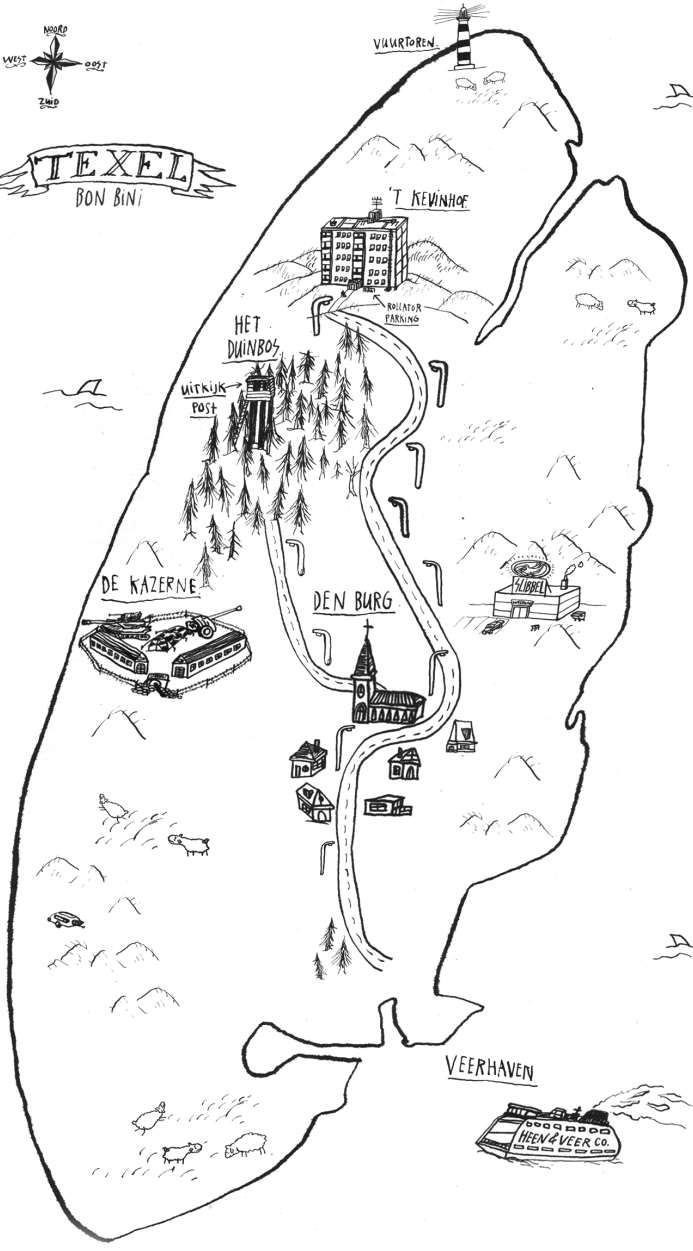 VUURTOREN.
NOORD
WEST
OOST
ZUID
TEXEL
BON BINI
'T KEVINHOF.
ROLLATOR
PARKING
HET
DUINBOS
UITKIJK
POST
DE KAZERNE
SLIBBEL
DEN BURG
VEERHAVEN
HEEN & VEER CO.